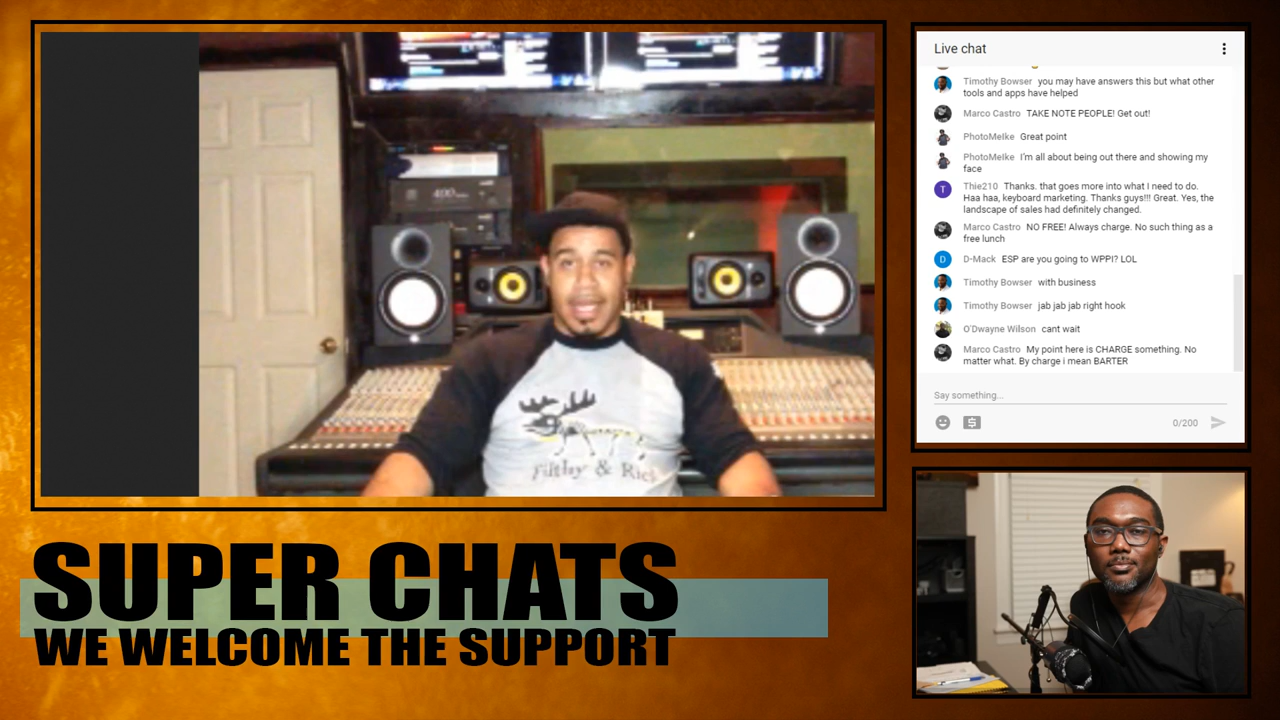 Live chat
Timothy Bowser you may have answers this but what other
tools and apps have helped
Marco Castro TAKE NOTE PEOPLE! Get out!
PhotoMeIke Great point
PhotoMeIke I'm all about being out there and showing my
face
T
Thie210 Thanks. that goes more into what I need to do.
Haa haa, keyboard marketing. Thanks guys!!! Great. Yes, the
landscape of sales had definitely changed.
Marco Castro NO FREE! Always charge. No such thing as a
free lunch
D
D-Mack ESP are you going to WPPI? LOL
Timothy Bowser with business
Timothy Bowser jab jab jab right hook
O'Dwayne Wilson cant wait
Marco Castro My point here is CHARGE something. No
matter what. By charge i mean BARTER
Say something...
0/200
Filthy & Rich
SUPER CHATS
WE WELCOME THE SUPPORT